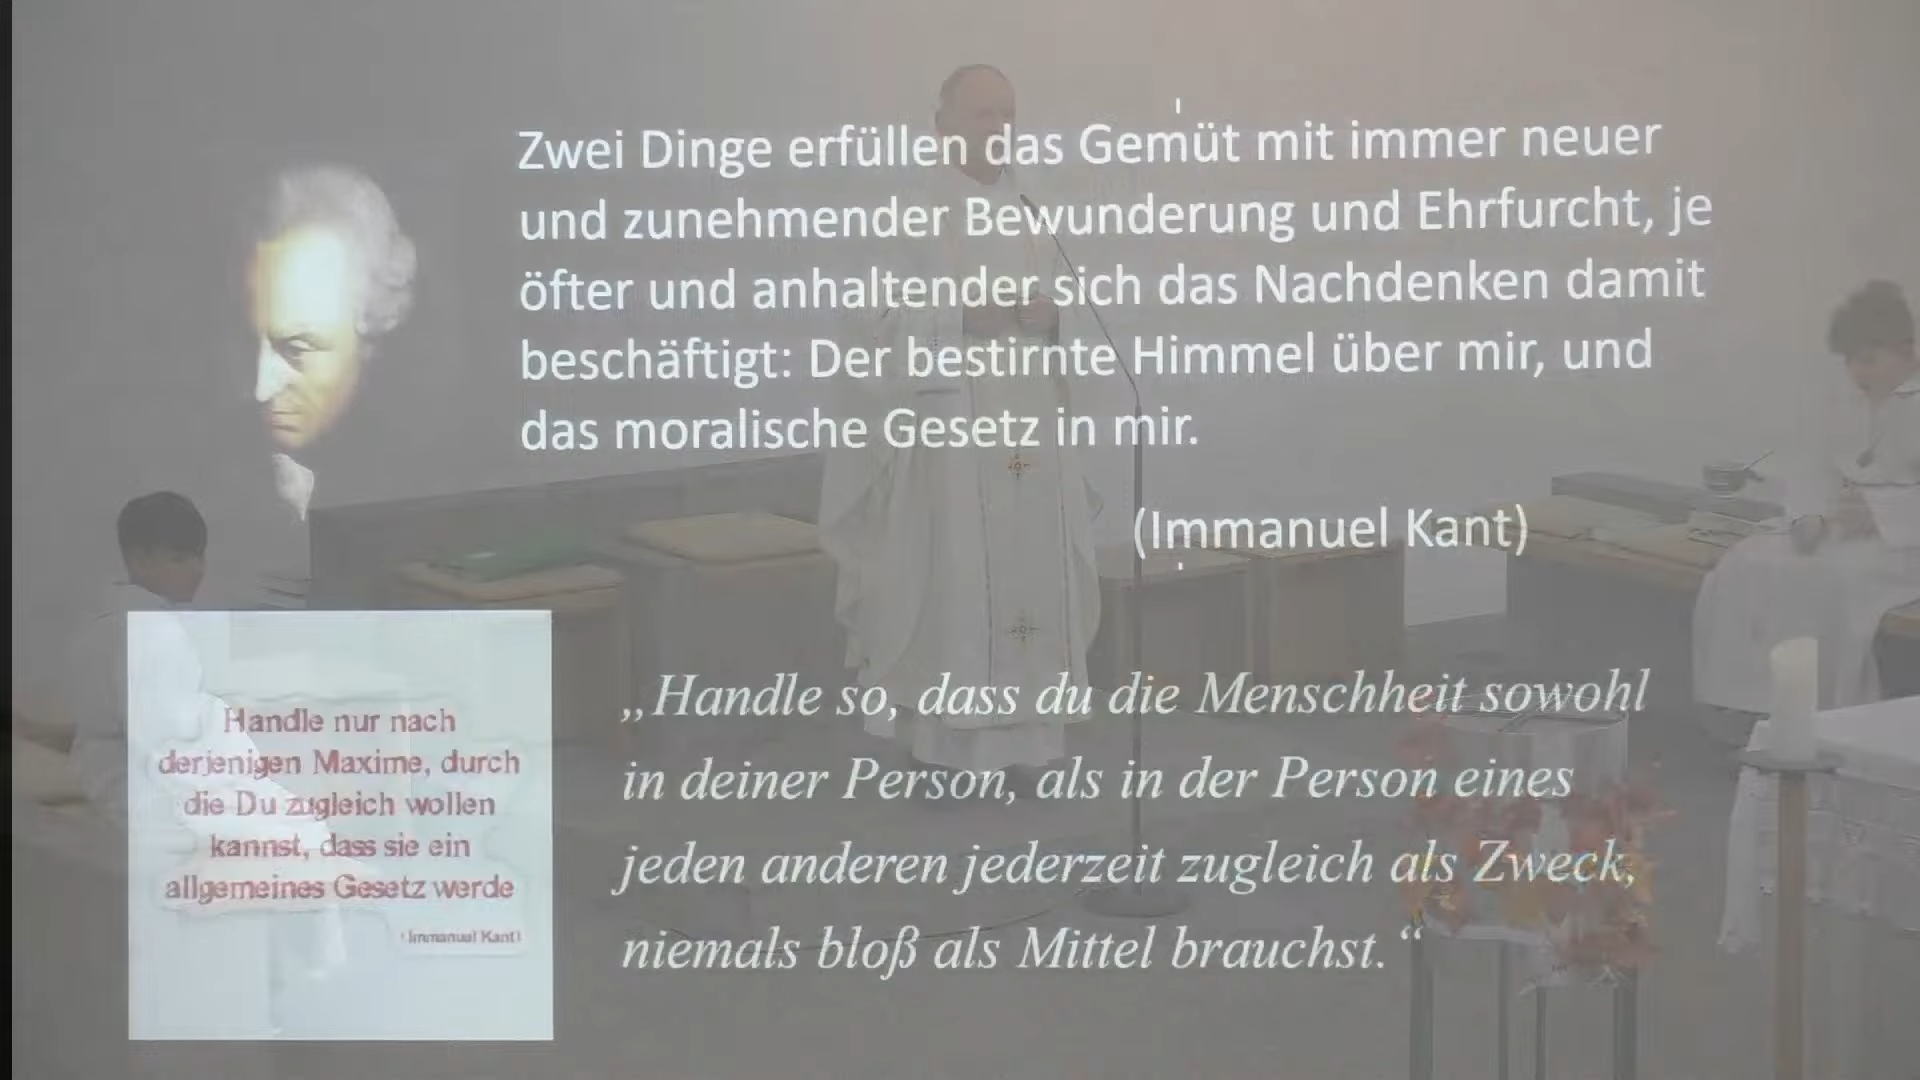 Zwei Dinge erfüllen das Gemüt mit immer neuer
und zunehmender Bewunderung und Ehrfurcht, je
öfter und anhaltender sich das Nachdenken damit
beschäftigt: Der bestirnte Himmel über mir, und
das moralische Gesetz in mir.
(Immanuel Kant)
Handle nur nach
derjenigen Maxime, durch
die Du zugleich wollen
kannst, dass sie ein
allgemeines Gesetz werde
(Immanuel Kant)
„Handle so, dass du die Menschheit sowohl
in deiner Person, als in der Person eines
jeden anderen jederzeit zugleich als Zweck,
niemals bloß als Mittel brauchst.“